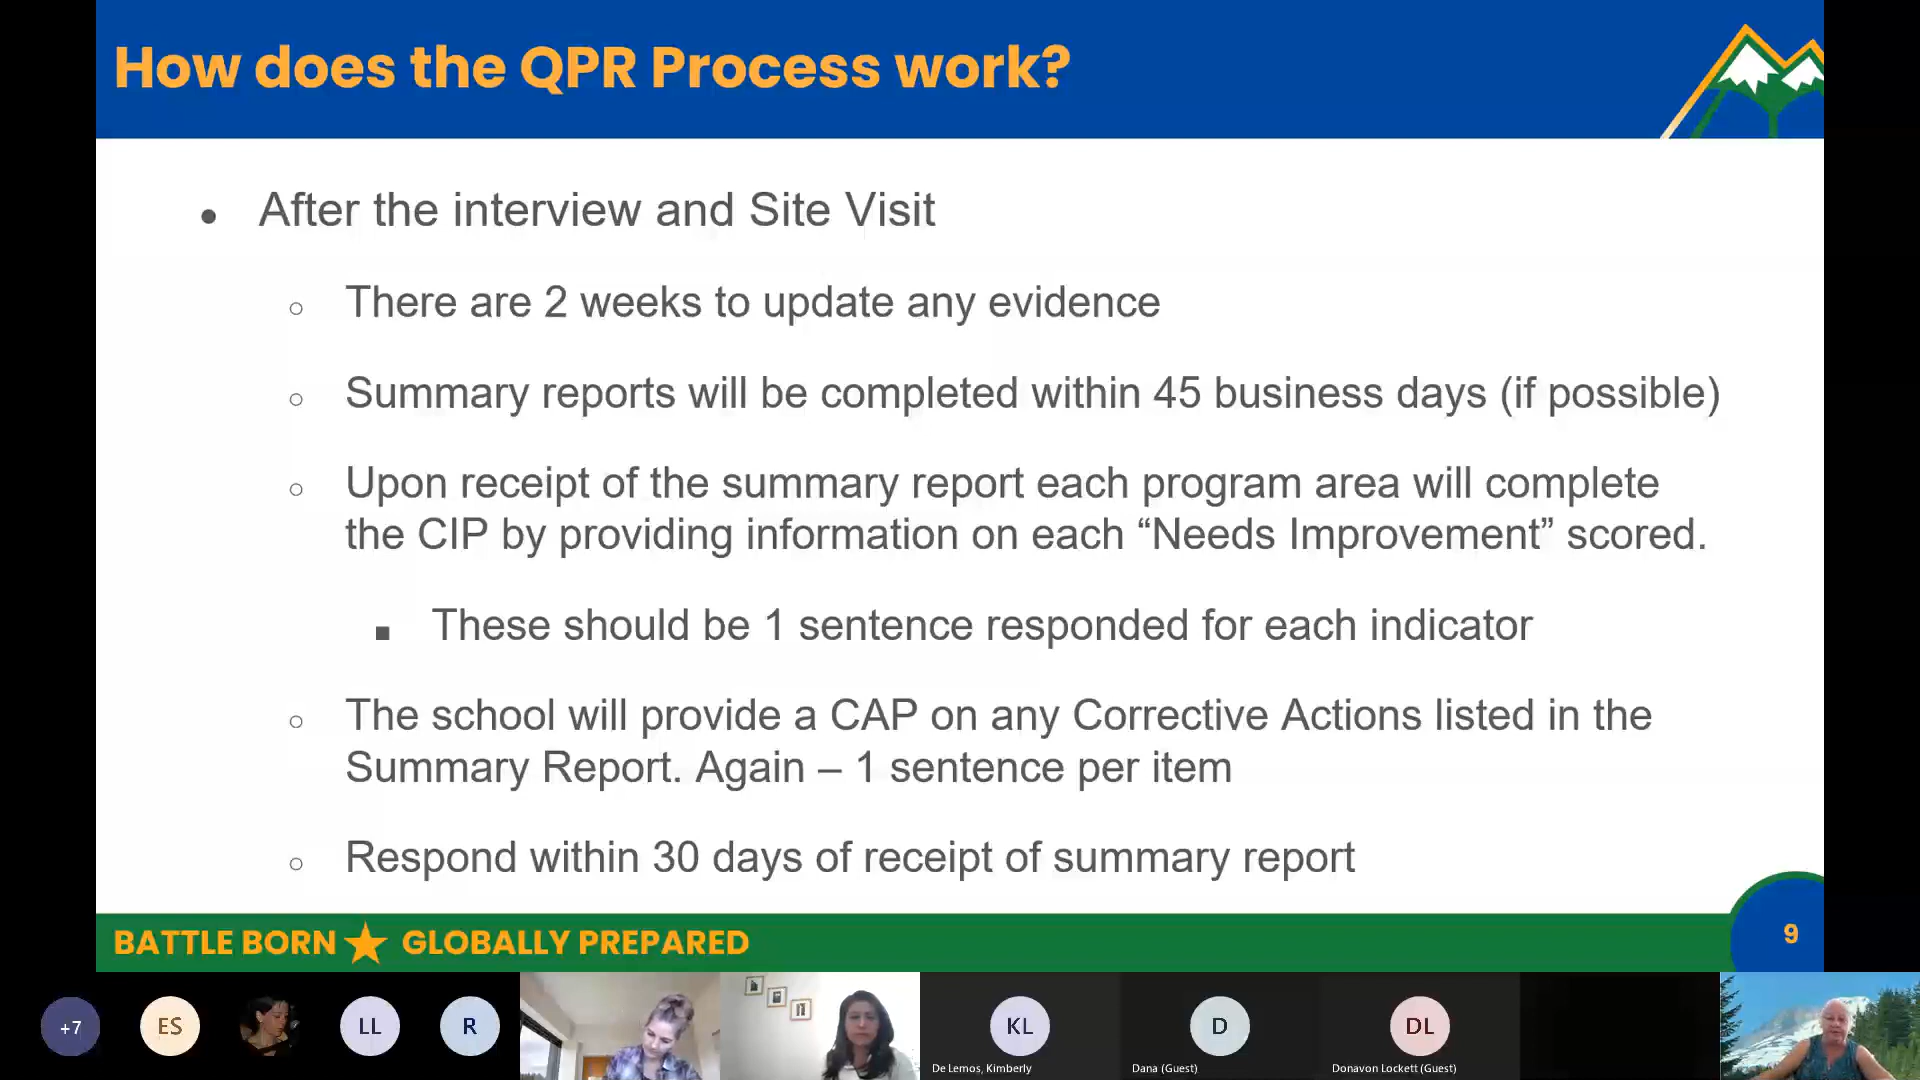 How does the QPR Process work?
● After the interview and Site Visit
○ There are 2 weeks to update any evidence
○ Summary reports will be completed within 45 business days (if possible)
○ Upon receipt of the summary report each program area will complete
the CIP by providing information on each “Needs Improvement” scored.
■ These should be 1 sentence responded for each indicator
○ The school will provide a CAP on any Corrective Actions listed in the
Summary Report. Again – 1 sentence per item
○ Respond within 30 days of receipt of summary report
BATTLE BORN ★ GLOBALLY PREPARED
9
+7
ES
LL
R
KL
De Lemos, Kimberly
D
Dana (Guest)
DL
Donavon Lockett (Guest)